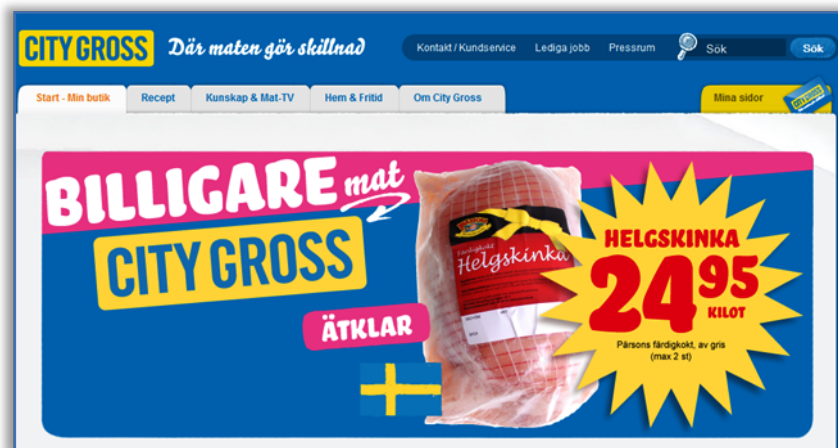 CITY GROSS Där maten gör skillnad
Kontakt / Kundservice Lediga jobb Pressrum Sök Sök
Start - Min butik Recept Kunskap & Mat-TV Hem & Fritid Om City Gross Mina sidor
CITY GROSS
BILLIGARE mat
CITY GROSS
ÄTKLAR
Färdigkokt
Helgskinka
HELGSKINKA
24 95
KILOT
Pärsons färdigkokt, av gris
(max 2 st)